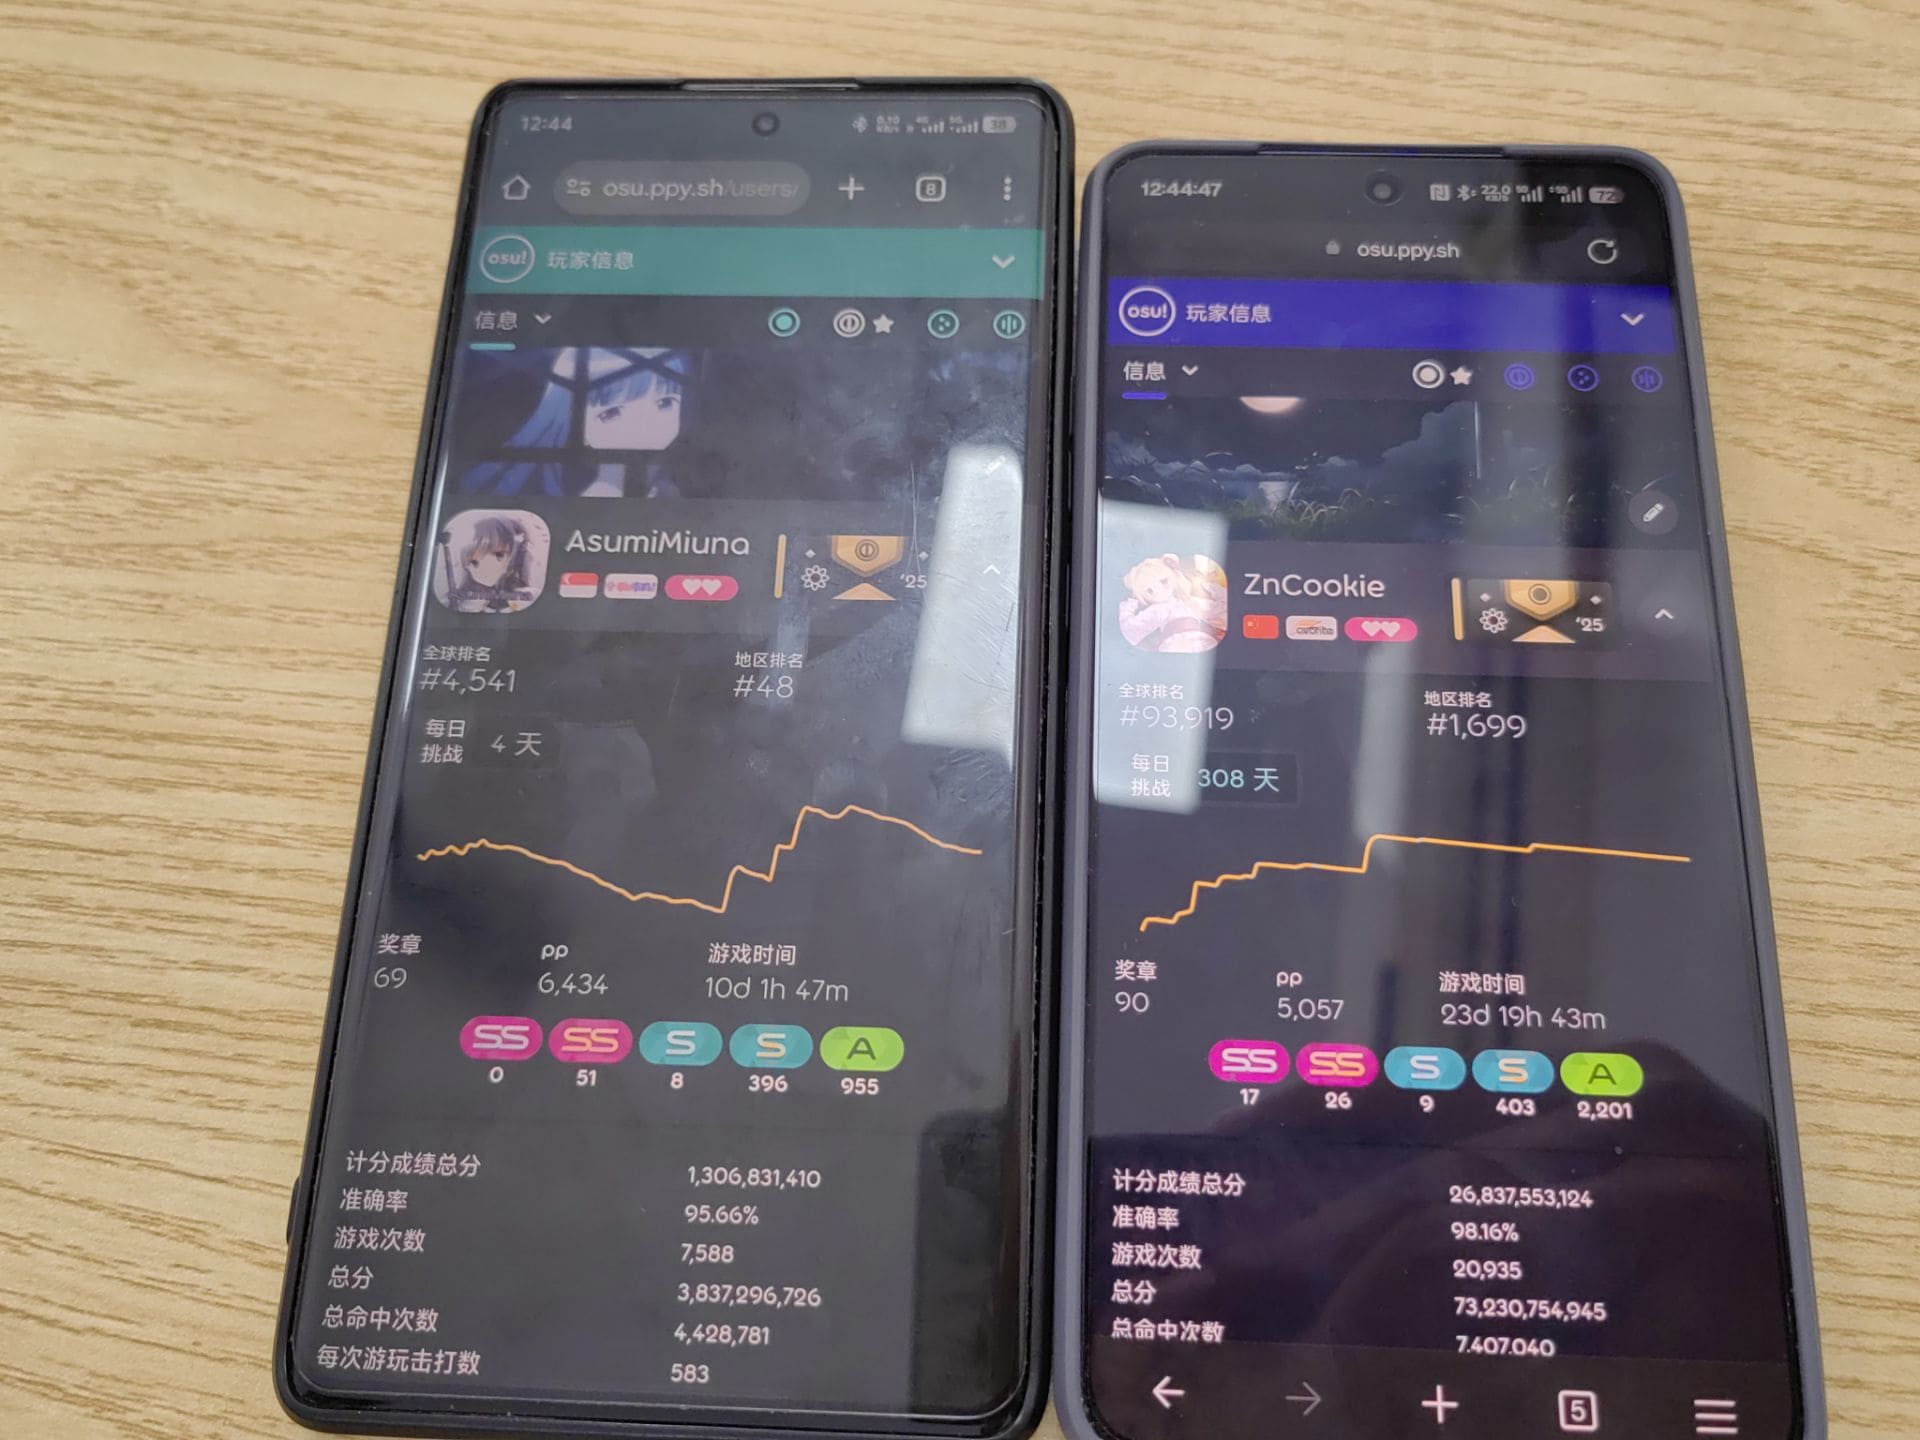 12:44
38
osu.ppy.sh/users/
8
osu!
玩家信息
信息
AsumiMiuna
'25
全球排名
#4,541
地区排名
#48
每日
挑战
4 天
奖章
69
pp
6,434
游戏时间
10d 1h 47m
SS
SS
S
S
A
0
51
8
396
955
计分成绩总分
1,306,831,410
准确率
95.66%
游戏次数
7,588
总分
3,837,296,726
总命中次数
4,428,781
每次游玩击打数
583
12:44:47
22.0
KB/s
72
osu.ppy.sh
osu!
玩家信息
信息
ZnCookie
'25
全球排名
#93,919
地区排名
#1,699
每日
挑战
308 天
奖章
90
pp
5,057
游戏时间
23d 19h 43m
SS
SS
S
S
A
17
26
9
403
2,201
计分成绩总分
26,837,553,124
准确率
98.16%
游戏次数
20,935
总分
73,230,754,945
总命中次数
7,407,040
5